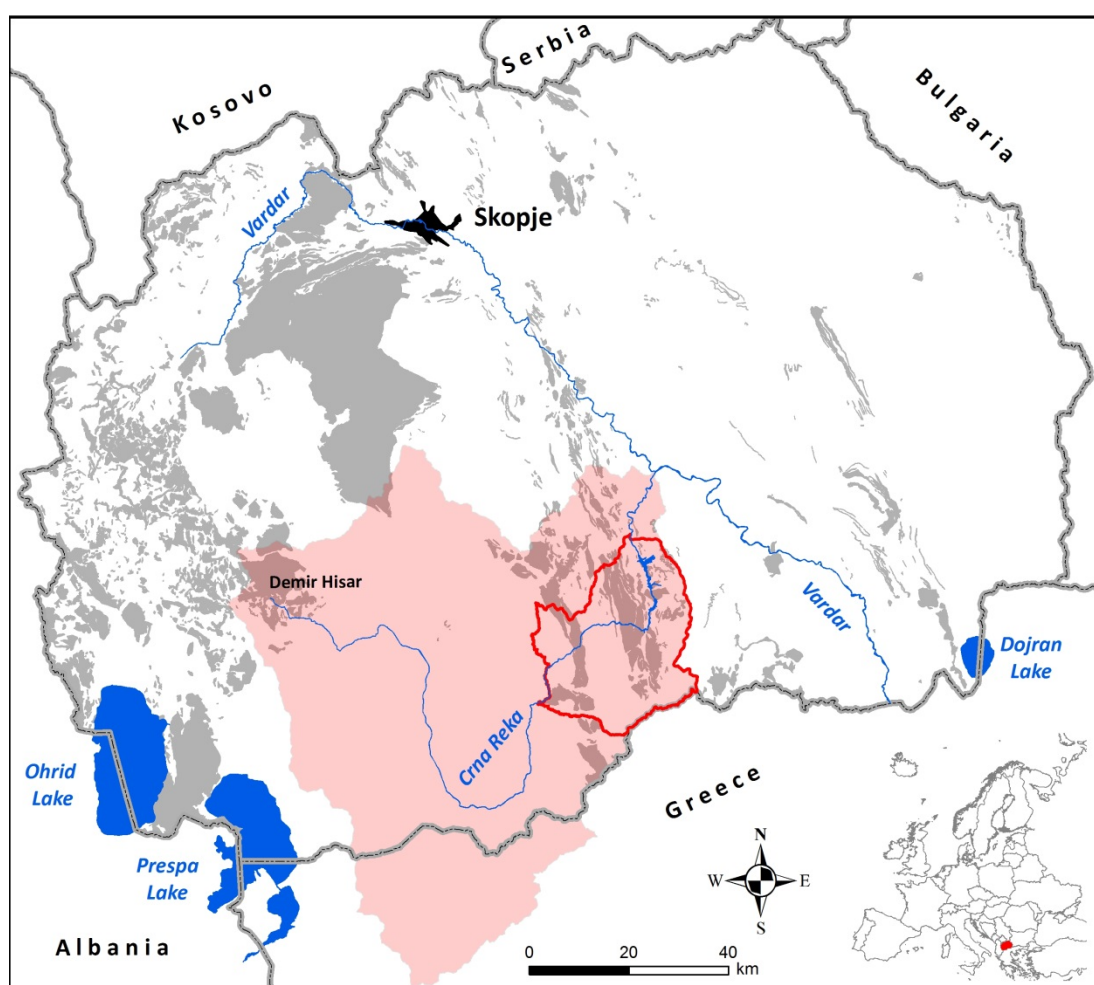 Serbia
Kosovo
Bulgaria
Vardar
Skopje
Demir Hisar
Vardar
Dojran
Lake
Crna Reka
Ohrid
Lake
Greece
Prespa
Lake
Albania
N
W
E
S
0 20 40
km